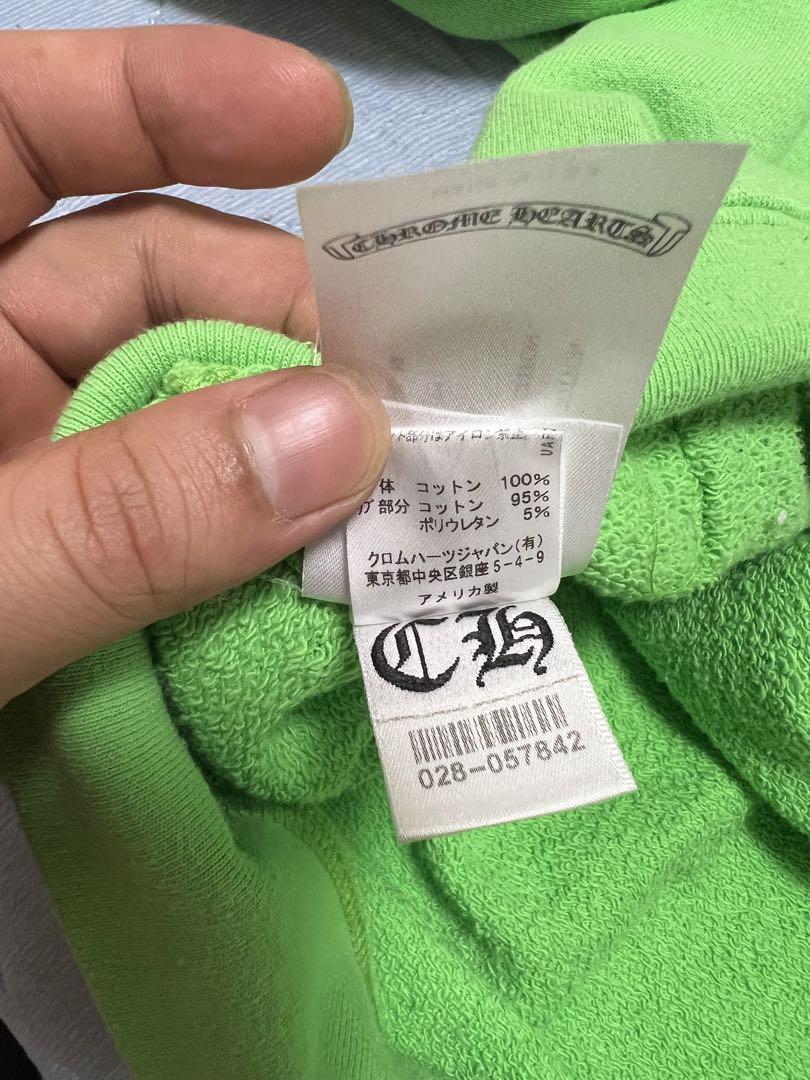 CHROME HEARTS
部分はアイロン禁止。
体 コットン 100%
部分 コットン 95%
ポリウレタン 5%
クロムハーツジャパン(有)
東京都中央区銀座5-4-9
アメリカ製
CH
028-057842